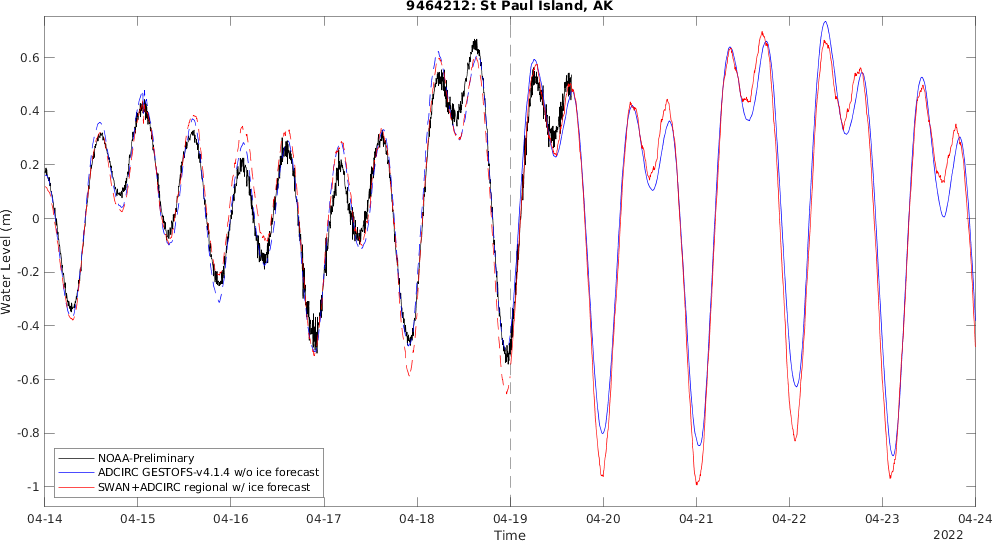 9464212: St Paul Island, AK
Water Level (m)
0.6
0.4
0.2
0
-0.2
-0.4
-0.6
-0.8
-1
NOAA-Preliminary
ADCIRC GESTOFS-v4.1.4 w/o ice forecast
SWAN+ADCIRC regional w/ ice forecast
04-14 04-15 04-16 04-17 04-18 04-19 04-20 04-21 04-22 04-23 04-24
Time
2022